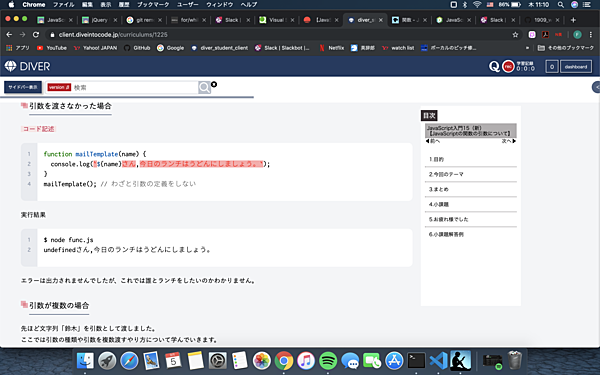 Chrome ファイル 編集 表示 履歴 ブックマーク ユーザー ウィンドウ ヘルプ 86% 木 11:10
JavaS jQuery git remo for/whil Slack Slack Visual 【Java diver_ 関数 – J JavaSc Slack 1909_w
client.diveintocode.jp/curriculums/1225
アプリ YouTube Yahoo! JAPAN GitHub Google diver_student_client Slack | Slackbot |... Netflix 英辞郎 watch list ボーカルのピッチ修... その他のブックマーク
DIVER Q rec 学習記録 0:0:0 0 dashboard
サイドバー表示 version 検索
引数を渡さなかった場合
コード記述
1 function mailTemplate(name) {
2 console.log(`${name}さん,今日のランチはうどんにしましょう。`);
3 }
4 mailTemplate(); // わざと引数の定義をしない
実行結果
1 $ node func.js
2 undefinedさん,今日のランチはうどんにしましょう。
エラーは出力されませんでしたが、これでは誰とランチをしたいのかわかりません。
引数が複数の場合
先ほど文字列「鈴木」を引数として渡しました。
ここでは引数の種類や引数を複数渡すやり方について学んでいきます。
目次
JavaScript入門15（新）
【JavaScriptの関数の引数について】
◀前へ 次へ▶
1.目的
2.今回のテーマ
3.まとめ
4.小課題
5.お疲れ様でした
6.小課題解答例
5